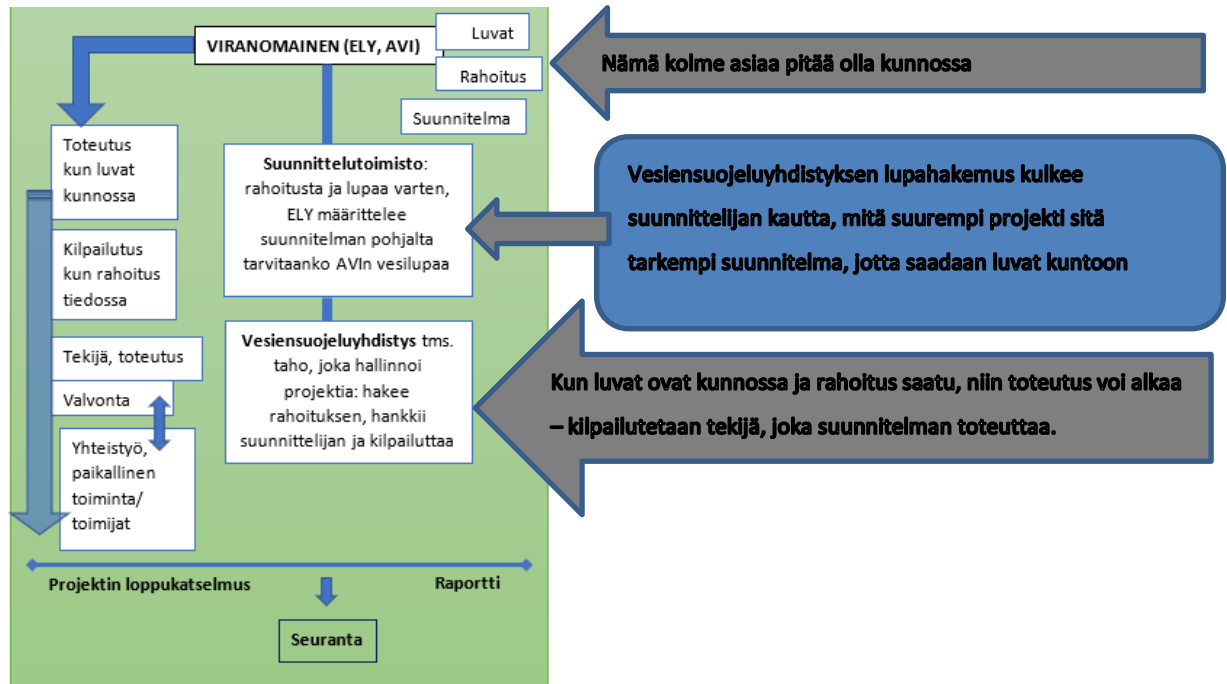 VIRANOMAINEN (ELY, AVI)
Luvat
Rahoitus
Suunnitelma
Nämä kolme asiaa pitää olla kunnossa
Toteutus
kun luvat
kunnossa
Kilpailutus
kun rahoitus
tiedossa
Tekijä, toteutus
Valvonta
Yhteistyö,
paikallinen
toiminta/
toimijat
Suunnittelutoimisto:
rahoitusta ja lupaa varten,
ELY määrittelee
suunnitelman pohjalta
tarvitaanko AVIn vesilupaa
Vesiensuojeluyhdistyksen lupahakemus kulkee
suunnittelijan kautta, mitä suurempi projekti sitä
tarkempi suunnitelma, jotta saadaan luvat kuntoon
Vesiensuojeluyhdistys tms.
taho, joka hallinnoi
projektia: hakee
rahoituksen, hankkii
suunnittelijan ja kilpailuttaa
Kun luvat ovat kunnossa ja rahoitus saatu, niin toteutus voi alkaa
– kilpailutetaan tekijä, joka suunnitelman toteuttaa.
Projektin loppukatselmus
Raportti
Seuranta